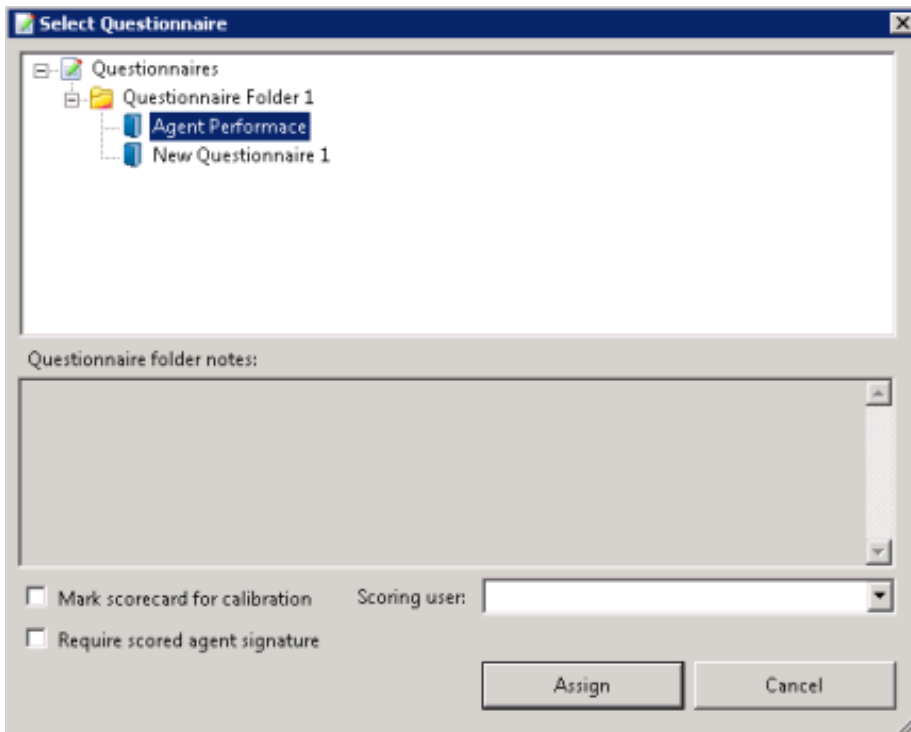 Select Questionnaire
Questionnaires
Questionnaire Folder 1
Agent Performace
New Questionnaire 1
Questionnaire folder notes:
Mark scorecard for calibration Scoring user:
Require scored agent signature
Assign Cancel